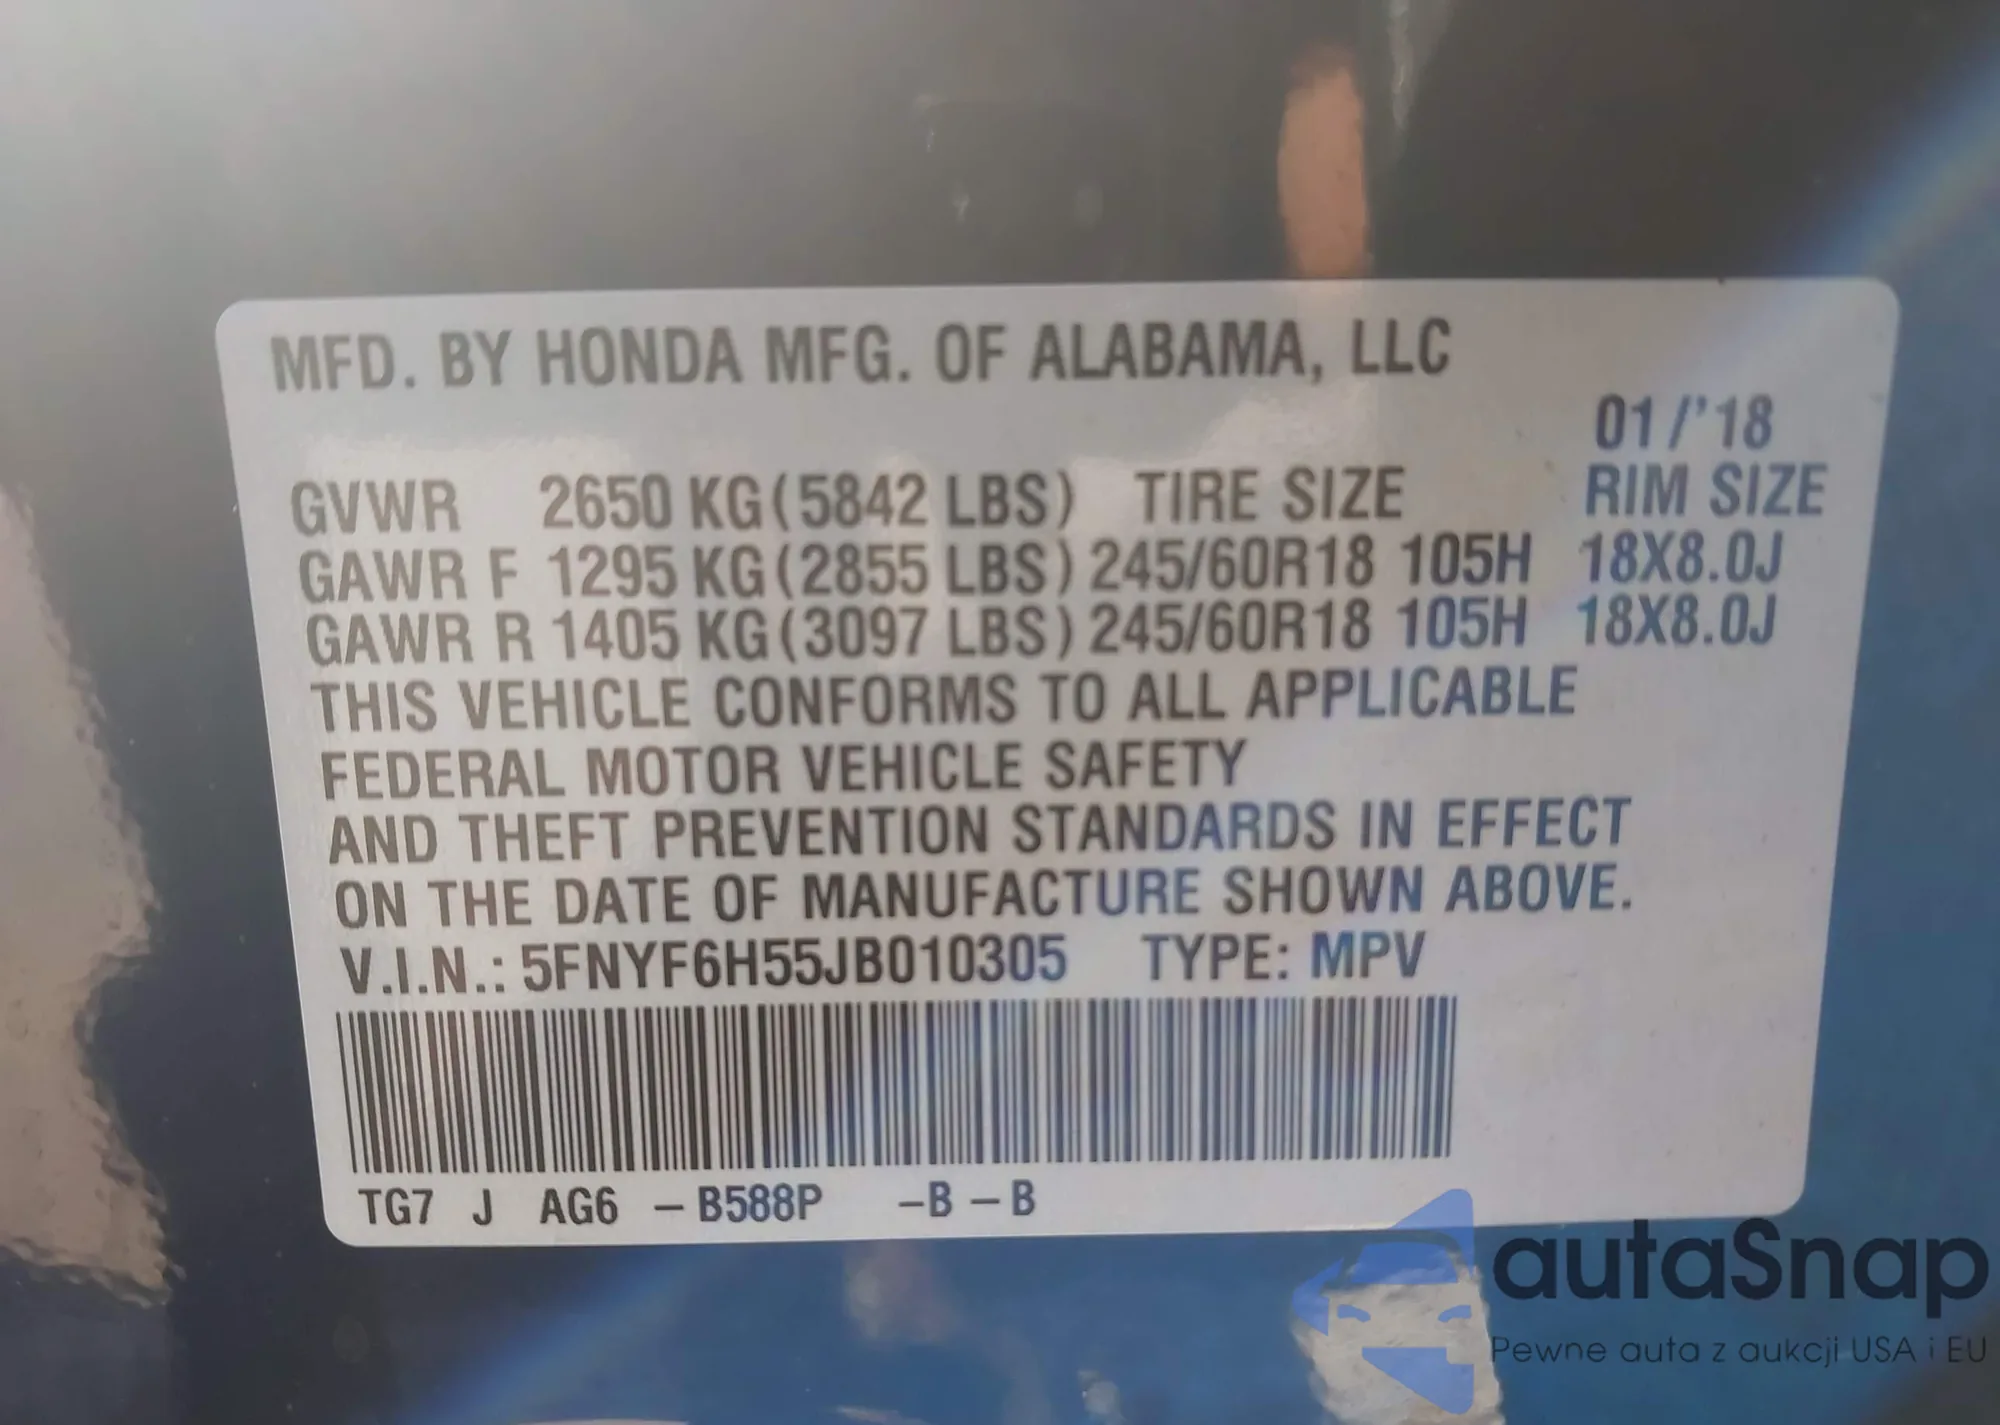 MFD. BY HONDA MFG. OF ALABAMA, LLC
01/'18
GVWR 2650 KG(5842 LBS) TIRE SIZE RIM SIZE
GAWR F 1295 KG(2855 LBS) 245/60R18 105H 18X8.0J
GAWR R 1405 KG(3097 LBS) 245/60R18 105H 18X8.0J
THIS VEHICLE CONFORMS TO ALL APPLICABLE
FEDERAL MOTOR VEHICLE SAFETY
AND THEFT PREVENTION STANDARDS IN EFFECT
ON THE DATE OF MANUFACTURE SHOWN ABOVE.
V.I.N.: 5FNYF6H55JB010305 TYPE: MPV
TG7 J AG6 –B588P –B –B
autaSnap
Pewne auta z aukcji USA i EU